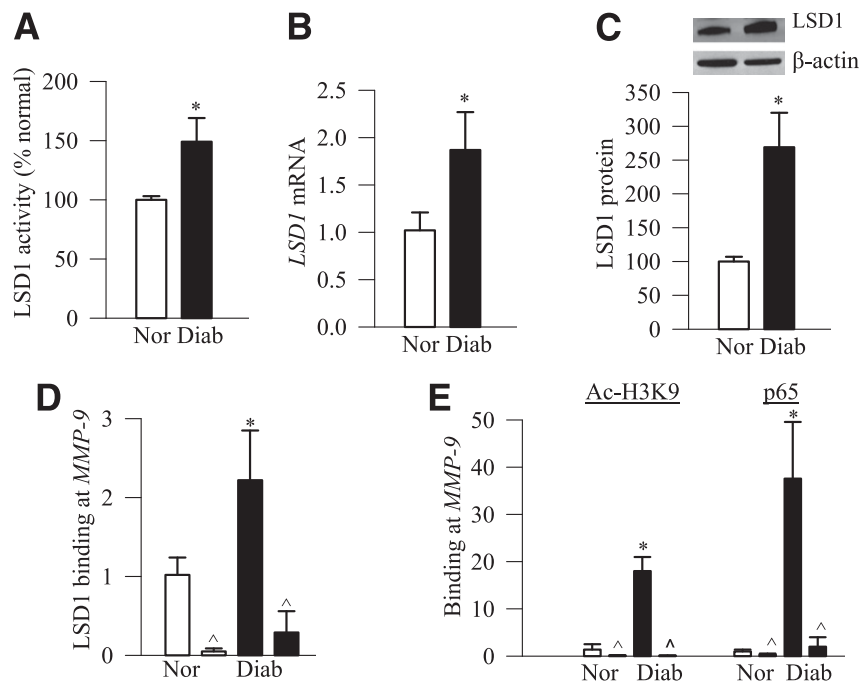 A
LSD1 activity (% normal)
200
150
100
50
0
*
Nor Diab
B
LSD1 mRNA
2.5
2.0
1.5
1.0
0.5
0.0
*
Nor Diab
C
LSD1
β-actin
LSD1 protein
350
300
250
200
150
100
50
0
*
Nor Diab
D
LSD1 binding at MMP-9
3
2
1
0
^
*
^
Nor Diab
E
Ac-H3K9 p65
Binding at MMP-9
50
40
30
20
10
0
^
*
^
^
*
^
Nor Diab Nor Diab